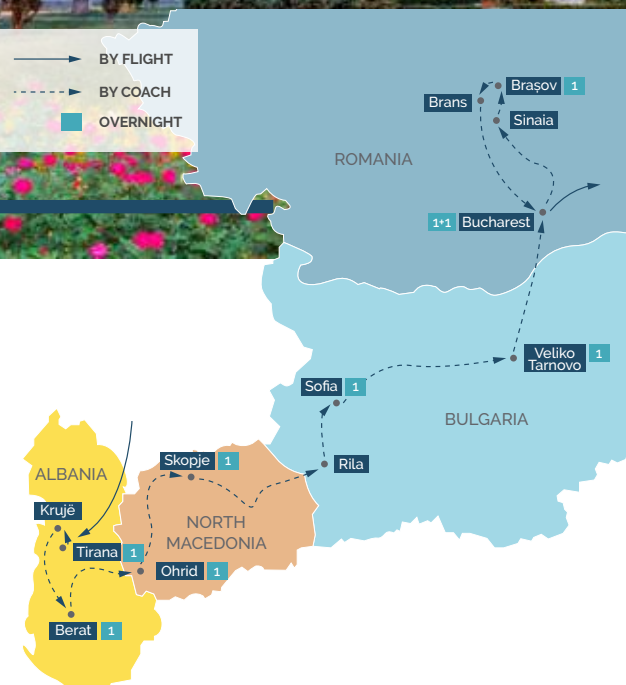 BY FLIGHT
BY COACH
OVERNIGHT
Brașov 1
Brans
Sinaia
ROMANIA
1+1 Bucharest
Veliko
Tarnovo 1
Sofia 1
BULGARIA
Skopje 1
Rila
ALBANIA
Krujë
NORTH
MACEDONIA
Tirana 1
Ohrid 1
Berat 1